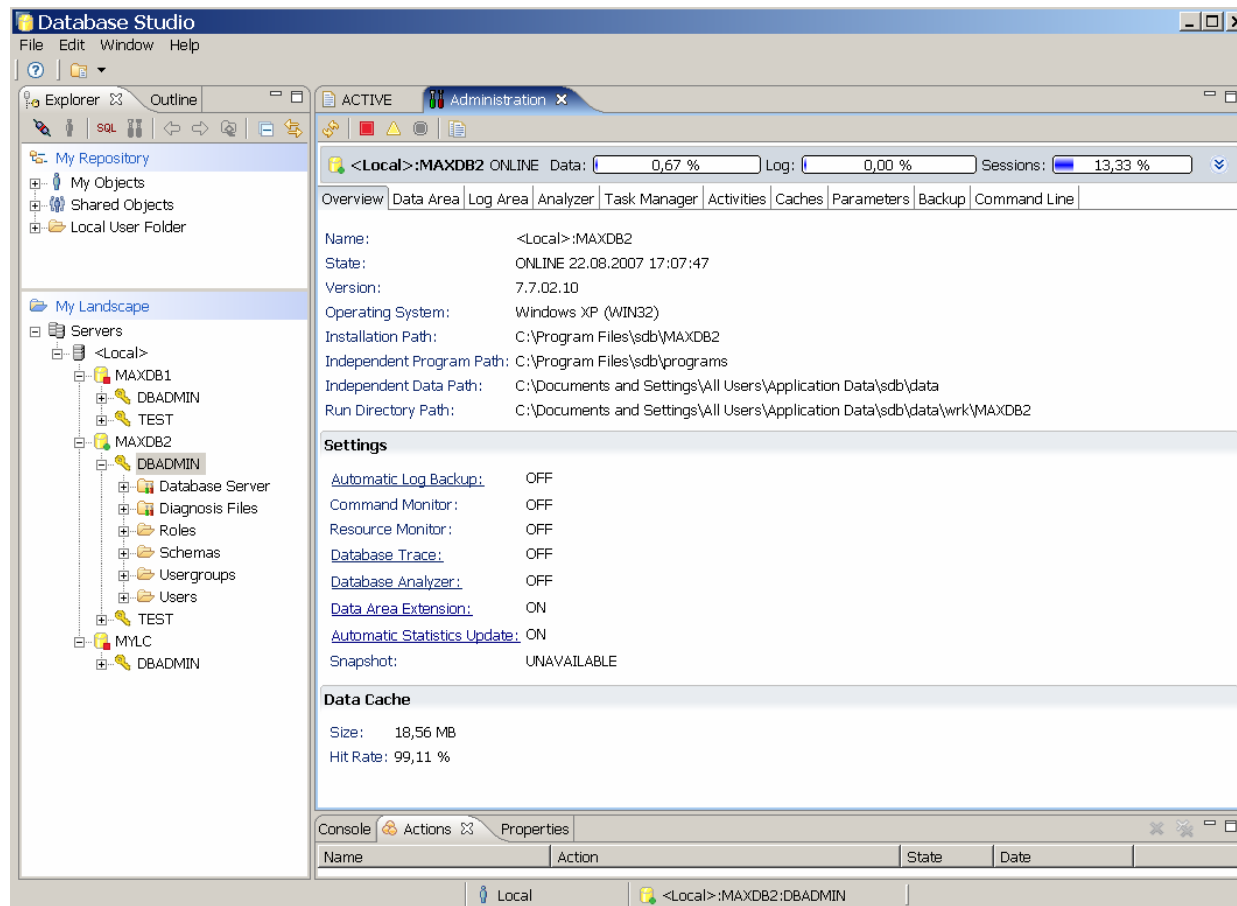 Database Studio
File Edit Window Help
Explorer Outline
SQL
My Repository
My Objects
Shared Objects
Local User Folder
My Landscape
Servers
<Local>
MAXDB1
DBADMIN
TEST
MAXDB2
DBADMIN
Database Server
Diagnosis Files
Roles
Schemas
Usergroups
Users
TEST
MYLC
DBADMIN
ACTIVE Administration
<Local>:MAXDB2 ONLINE Data: 0,67 % Log: 0,00 % Sessions: 13,33 %
Overview Data Area Log Area Analyzer Task Manager Activities Caches Parameters Backup Command Line
Name: <Local>:MAXDB2
State: ONLINE 22.08.2007 17:07:47
Version: 7.7.02.10
Operating System: Windows XP (WIN32)
Installation Path: C:\Program Files\sdb\MAXDB2
Independent Program Path: C:\Program Files\sdb\programs
Independent Data Path: C:\Documents and Settings\All Users\Application Data\sdb\data
Run Directory Path: C:\Documents and Settings\All Users\Application Data\sdb\data\wrk\MAXDB2
Settings
Automatic Log Backup: OFF
Command Monitor: OFF
Resource Monitor: OFF
Database Trace: OFF
Database Analyzer: OFF
Data Area Extension: ON
Automatic Statistics Update: ON
Snapshot: UNAVAILABLE
Data Cache
Size: 18,56 MB
Hit Rate: 99,11 %
Console Actions Properties
Name Action State Date
Local <Local>:MAXDB2:DBADMIN